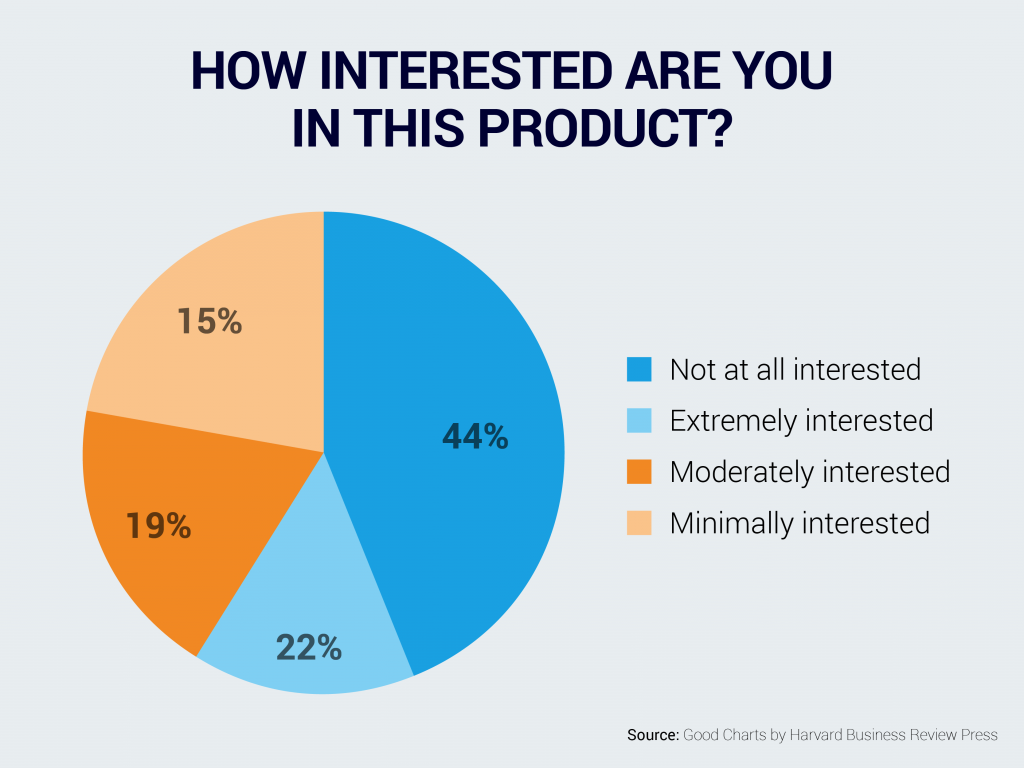 HOW INTERESTED ARE YOU
IN THIS PRODUCT?
15%
44%
19%
22%
Not at all interested
Extremely interested
Moderately interested
Minimally interested
Source: Good Charts by Harvard Business Review Press